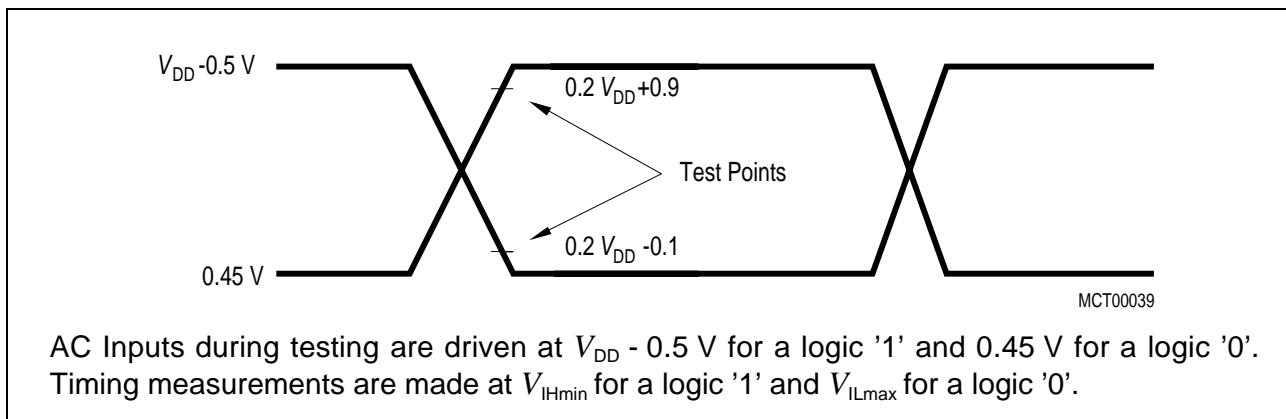 VDD -0.5 V
0.2 VDD+0.9
Test Points
0.2 VDD -0.1
0.45 V
MCT00039
AC Inputs during testing are driven at VDD - 0.5 V for a logic '1' and 0.45 V for a logic '0'.
Timing measurements are made at VIHmin for a logic '1' and VILmax for a logic '0'.